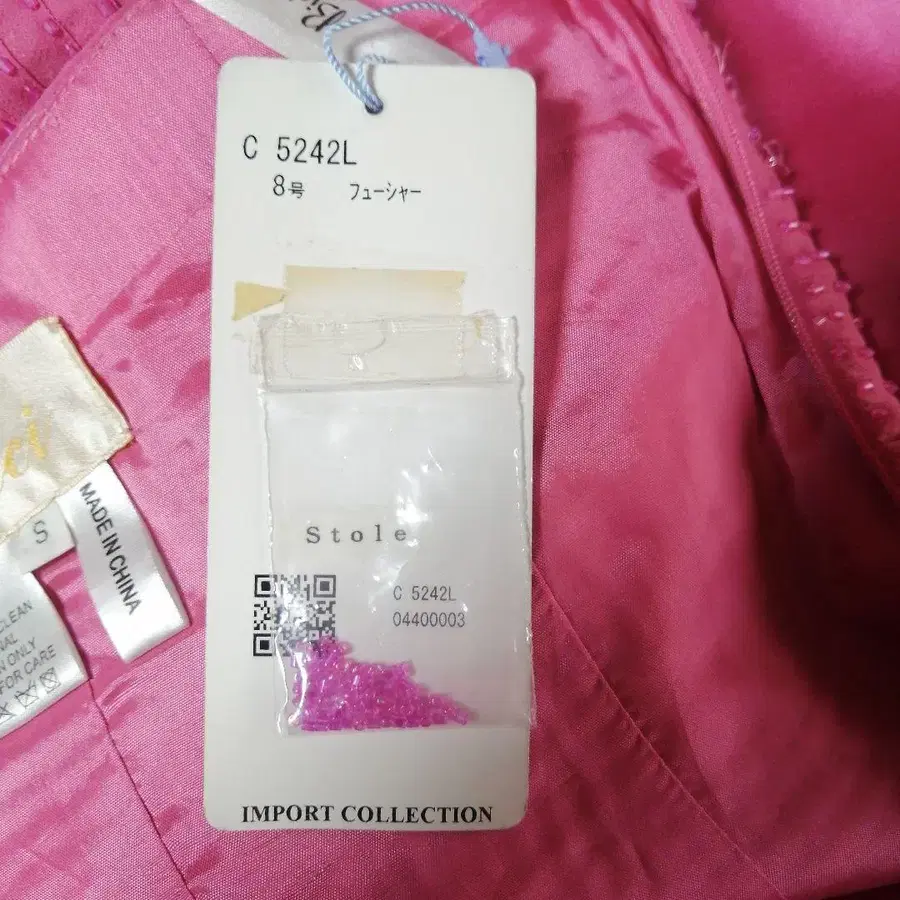 C 5242L
8号 フューシャー
Stole
C 5242L
04400003
IMPORT COLLECTION
ci
S
MADE IN CHINA
CLEAN
ONLY
FOR CARE